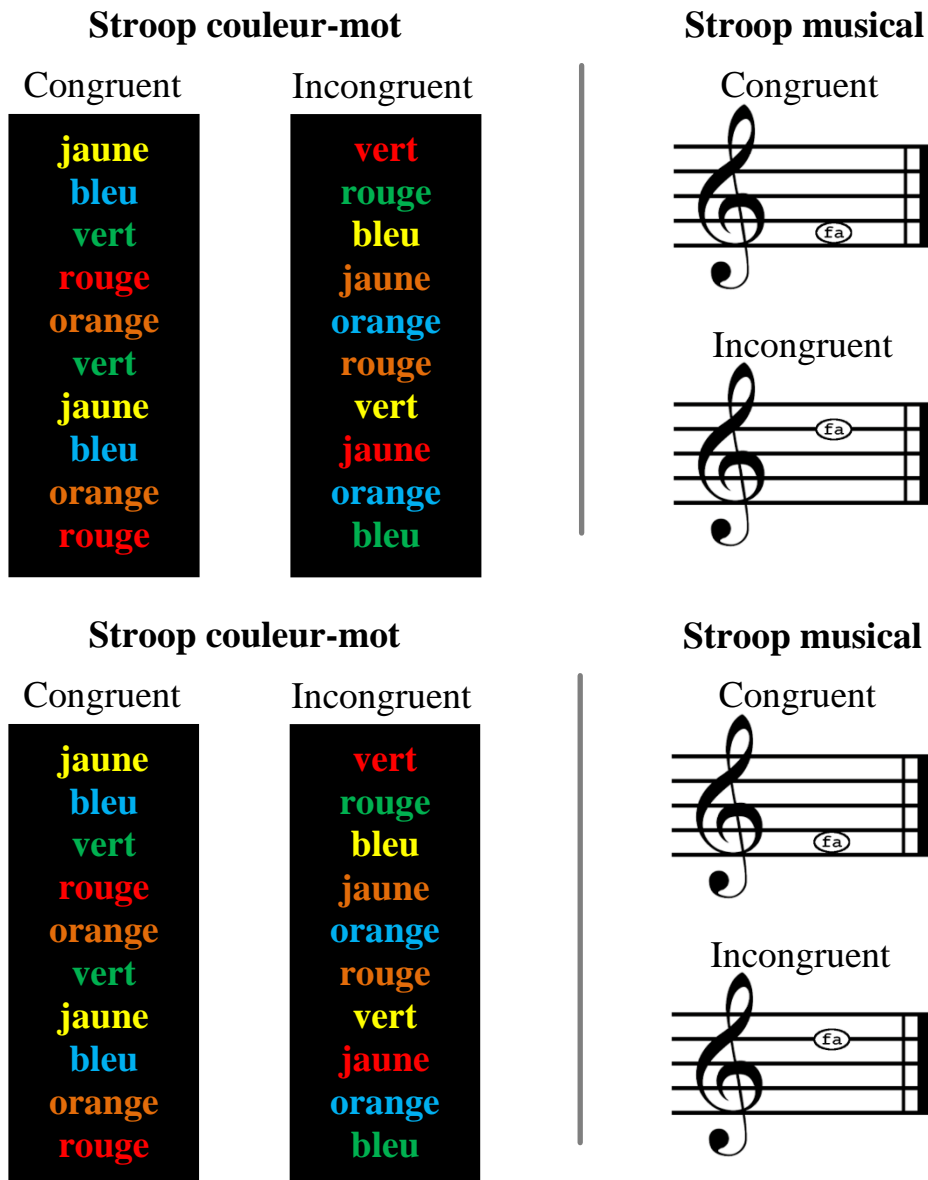 Stroop couleur-mot
Congruent
jaune
bleu
vert
rouge
orange
vert
jaune
bleu
orange
rouge
Incongruent
vert
rouge
bleu
jaune
orange
rouge
vert
jaune
orange
bleu
Stroop musical
Congruent
fa
Incongruent
fa
Stroop couleur-mot
Congruent
jaune
bleu
vert
rouge
orange
vert
jaune
bleu
orange
rouge
Incongruent
vert
rouge
bleu
jaune
orange
rouge
vert
jaune
orange
bleu
Stroop musical
Congruent
fa
Incongruent
fa